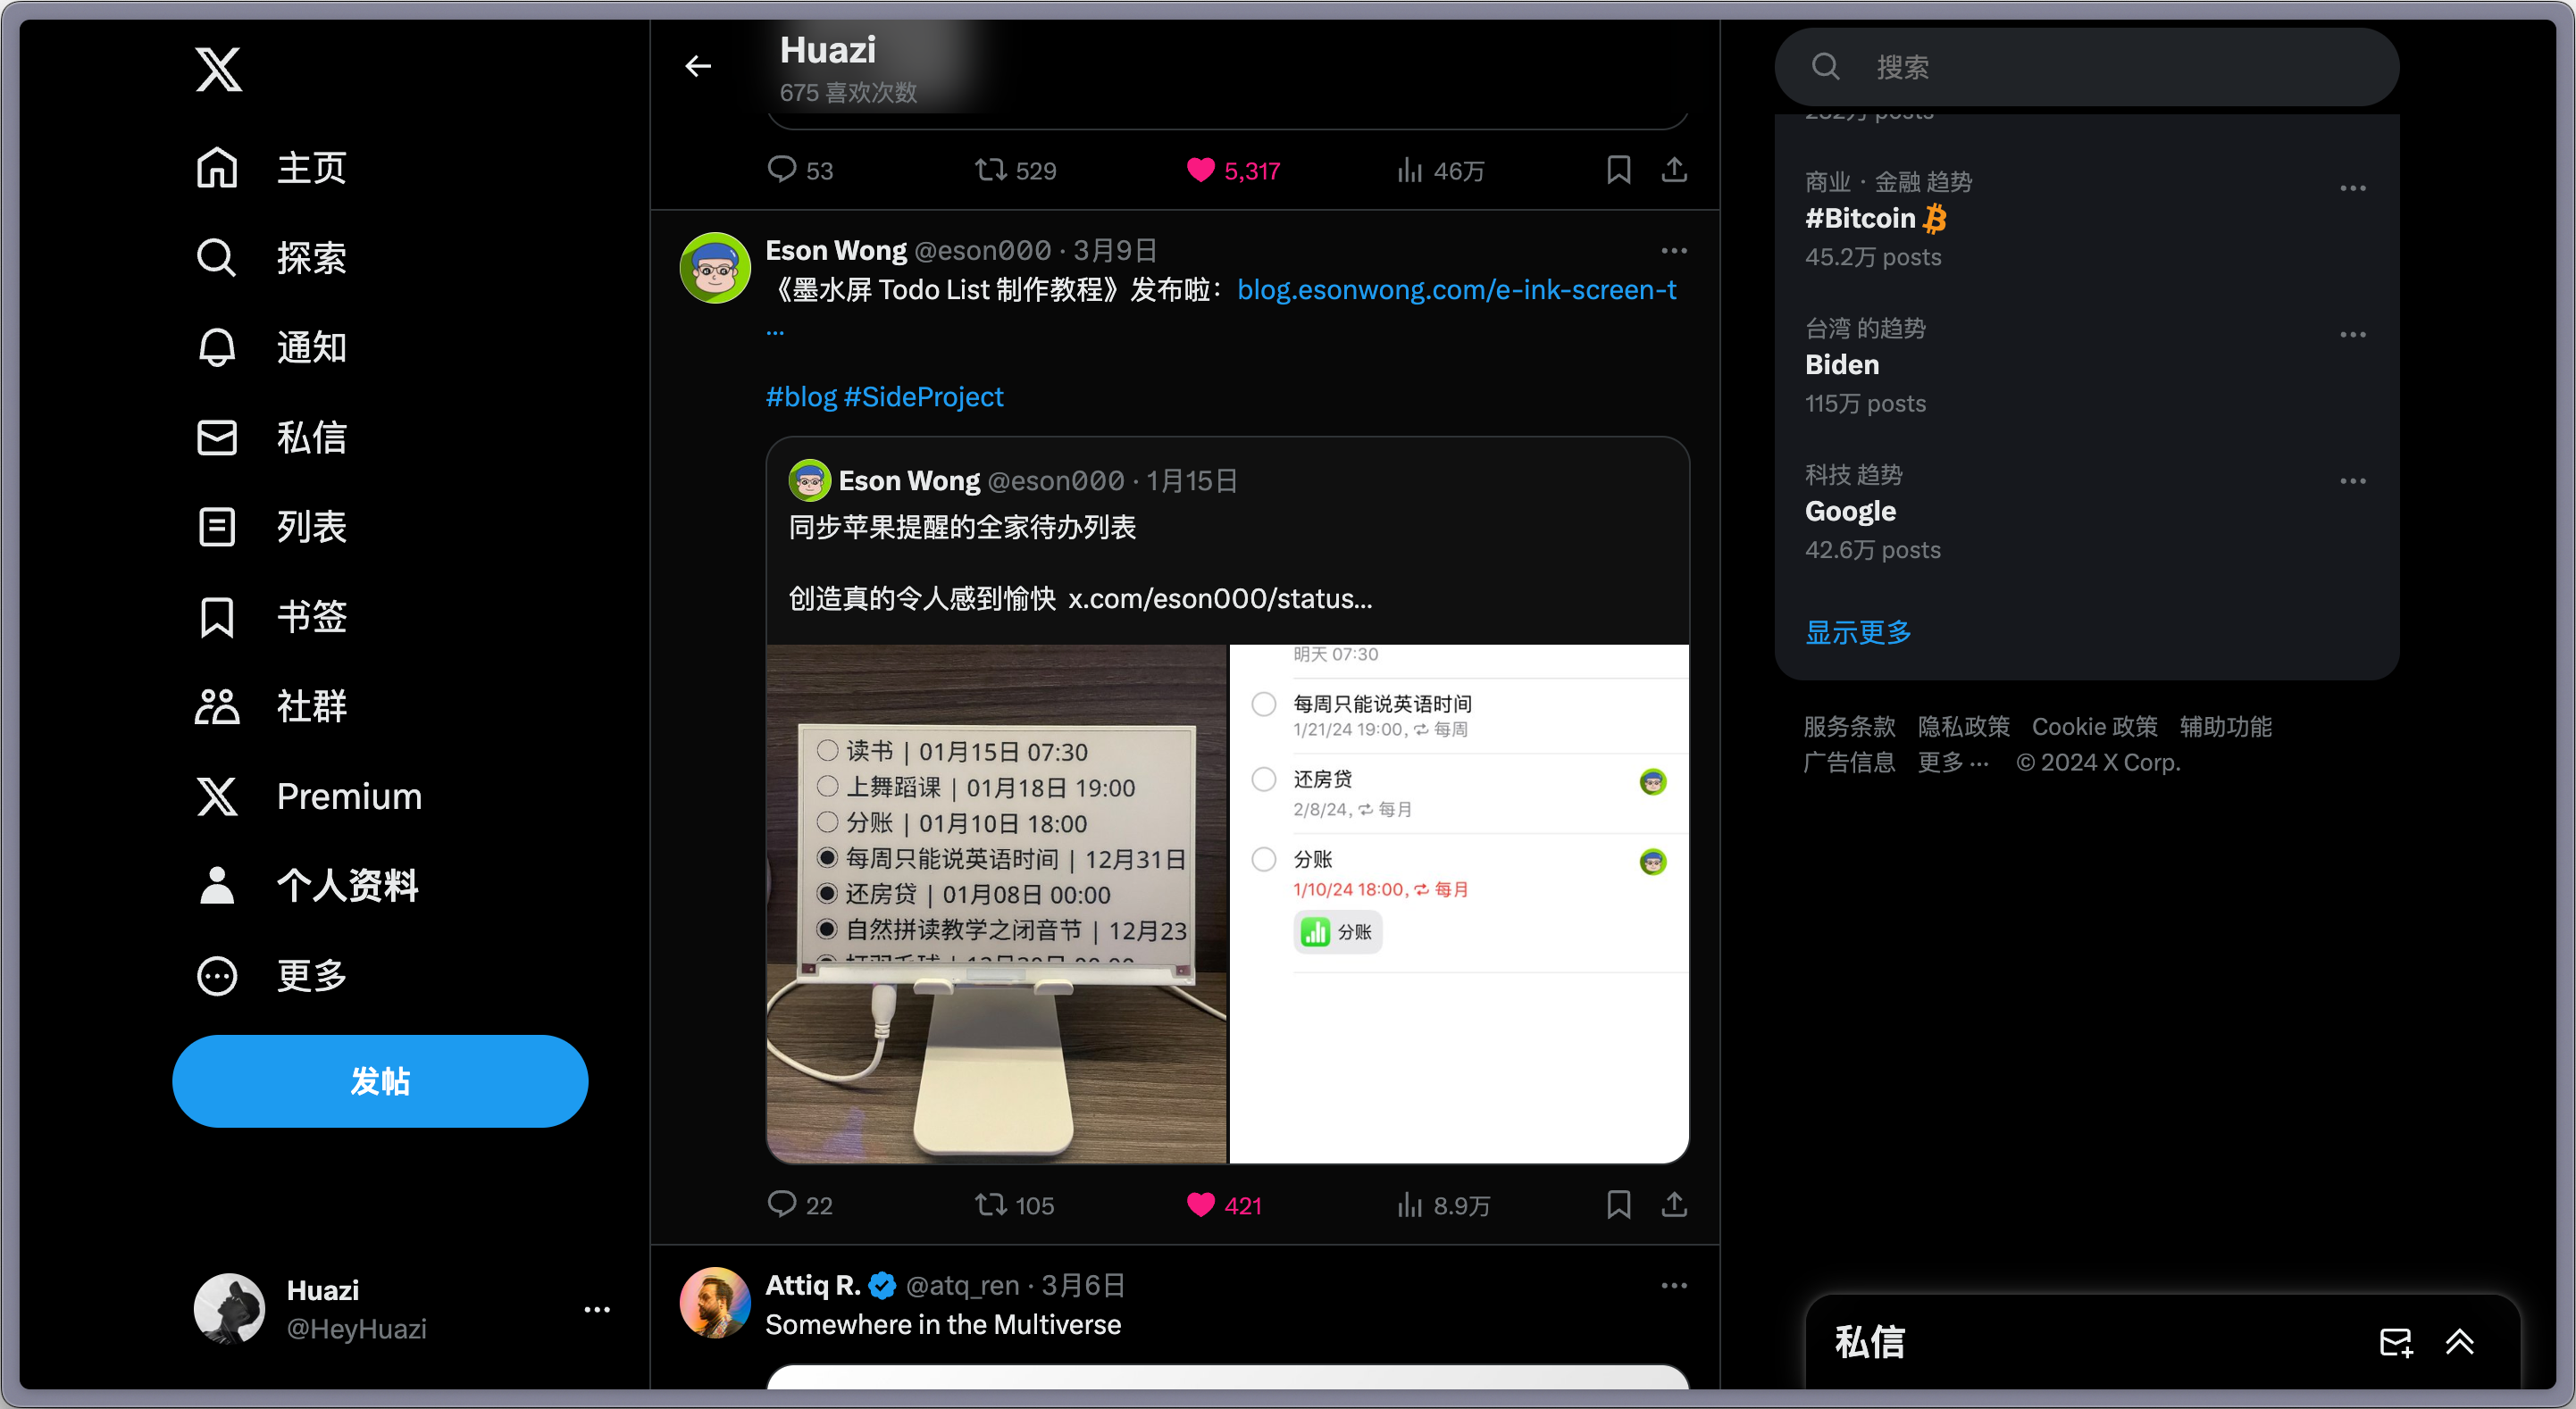 主页
探索
通知
私信
列表
书签
社群
Premium
个人资料
更多
发帖
Huazi
@HeyHuazi
Huazi
675 喜欢次数
53 529 5,317 46万
Eson Wong @eson000 · 3月9日
《墨水屏 Todo List 制作教程》发布啦： blog.esonwong.com/e-ink-screen-t
…
#blog #SideProject
Eson Wong @eson000 · 1月15日
同步苹果提醒的全家待办列表
创造真的令人感到愉快 x.com/eson000/status…
读书 | 01月15日 07:30
上舞蹈课 | 01月18日 19:00
分账 | 01月10日 18:00
每周只能说英语时间 | 12月31日
还房贷 | 01月08日 00:00
自然拼读教学之闭音节 | 12月23
明天 07:30
每周只能说英语时间
1/21/24 19:00, 每周
还房贷
2/8/24, 每月
分账
1/10/24 18:00, 每月
分账
22 105 421 8.9万
Attiq R. @atq_ren · 3月6日
Somewhere in the Multiverse
搜索
商业 · 金融 趋势
#Bitcoin
45.2万 posts
台湾 的趋势
Biden
115万 posts
科技 趋势
Google
42.6万 posts
显示更多
服务条款 隐私政策 Cookie 政策 辅助功能
广告信息 更多 ··· © 2024 X Corp.
私信